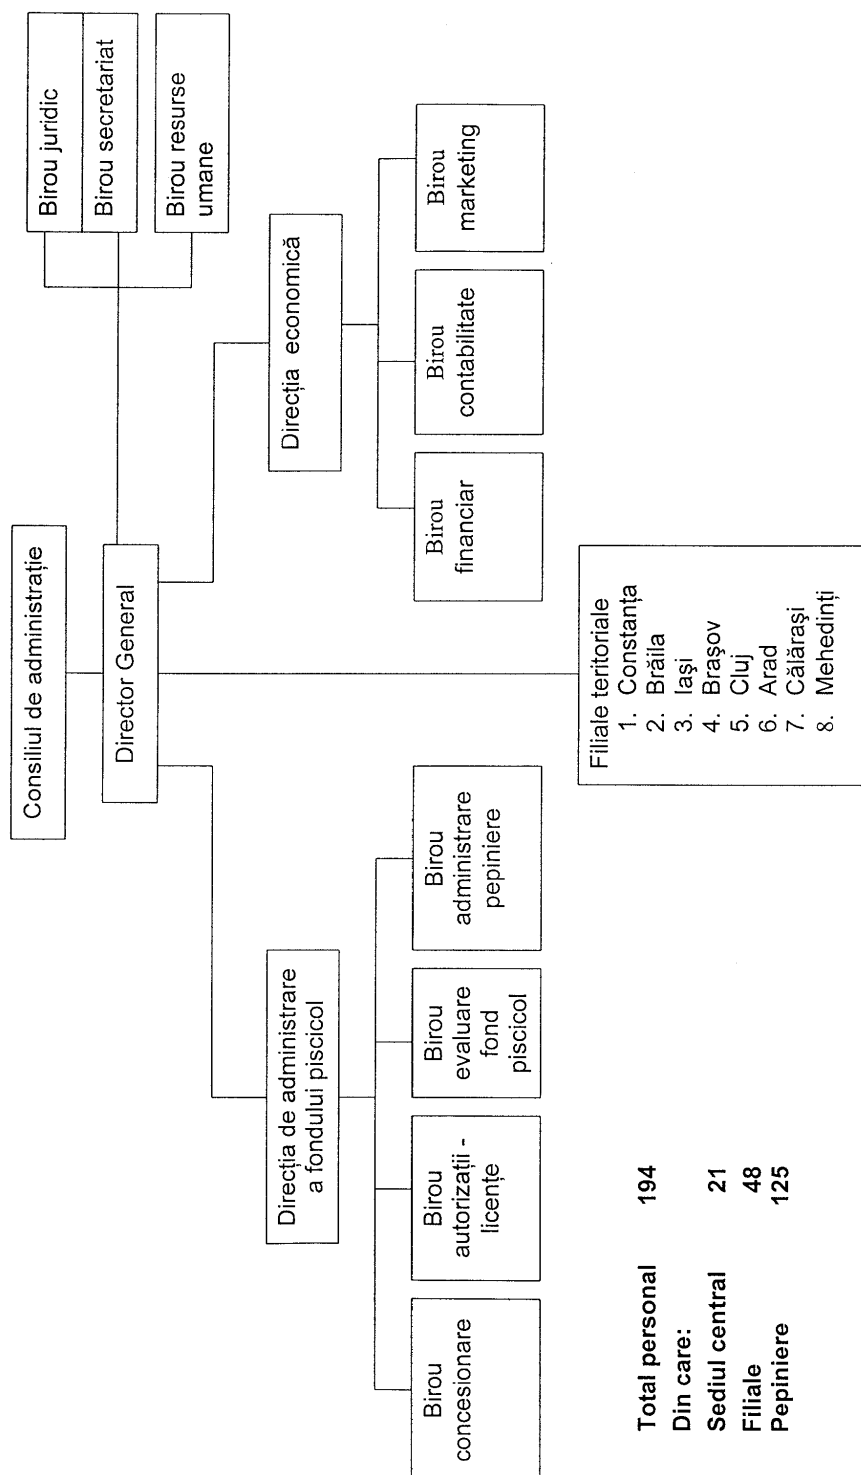 Consiliul de administrație
Director General
Birou juridic
Birou secretariat
Birou resurse
umane
Direcția de administrare
a fondului piscicol
Direcția economică
Birou
concesionare
Birou
autorizații -
licențe
Birou
evaluare
fond
piscicol
Birou
administrare
pepiniere
Birou
financiar
Birou
contabilitate
Birou
marketing
Filiale teritoriale
1. Constanța
2. Brăila
3. Iași
4. Brașov
5. Cluj
6. Arad
7. Călărași
8. Mehedinți
Total personal 194
Din care:
Sediul central 21
Filiale 48
Pepiniere 125